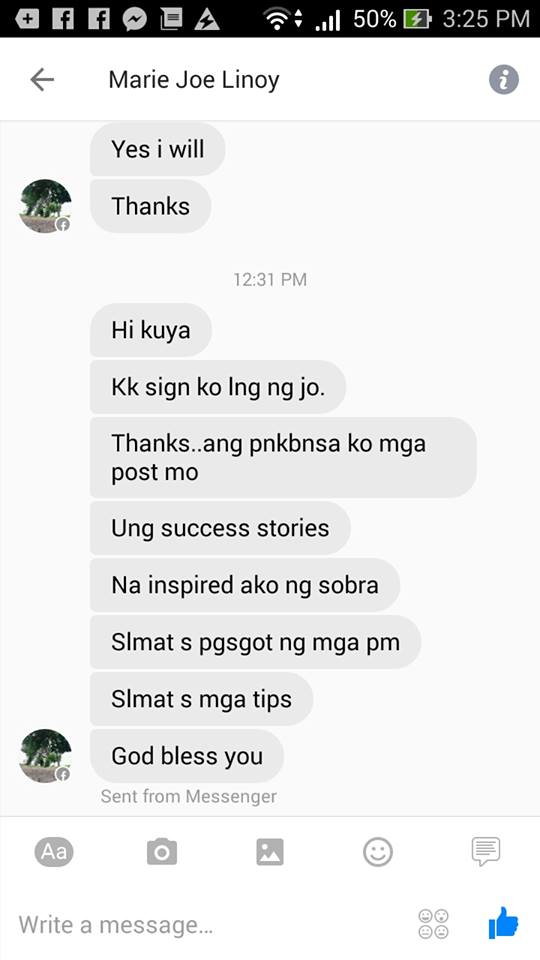 50% 3:25 PM
Marie Joe Linoy
Yes i will
Thanks
12:31 PM
Hi kuya
Kk sign ko lng ng jo.
Thanks..ang pnkbnsa ko mga
post mo
Ung success stories
Na inspired ako ng sobra
Slmat s pgsgot ng mga pm
Slmat s mga tips
God bless you
Sent from Messenger
Aa
Write a message...